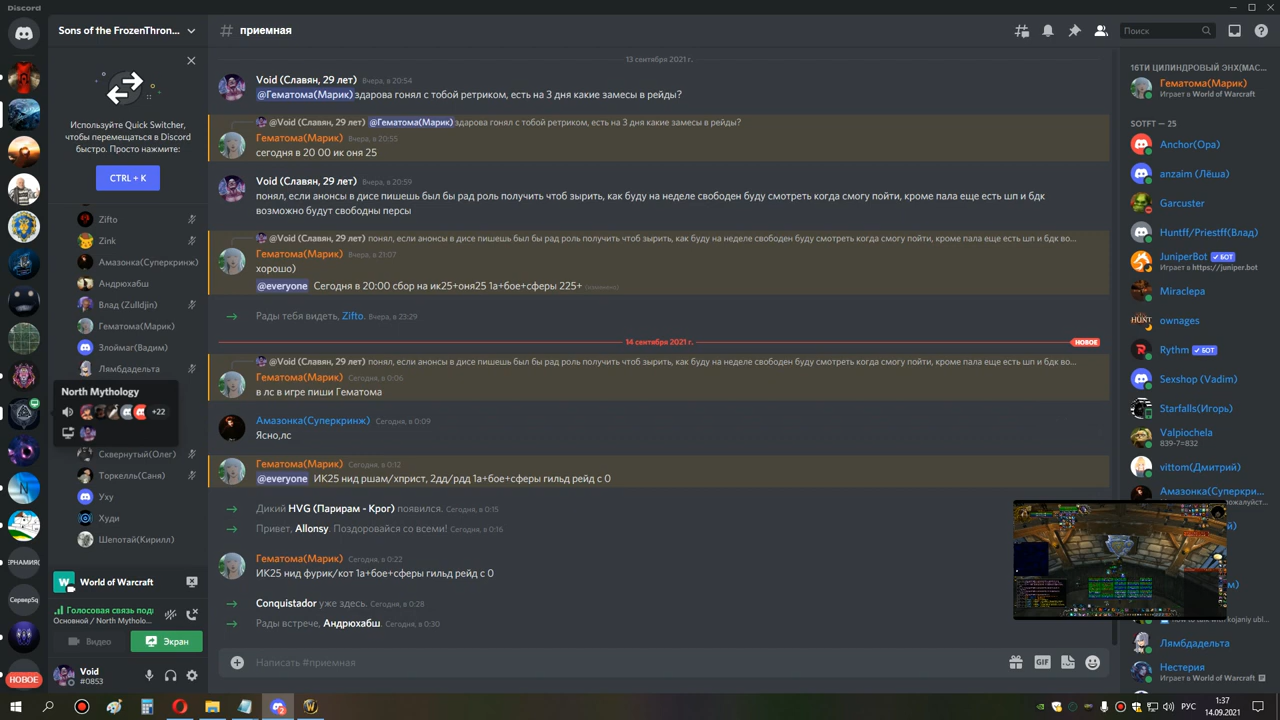 Discord
Sons of the FrozenThron...
Используйте Quick Switcher,
чтобы перемещаться в Discord
быстро. Просто нажмите:
CTRL + K
Zifto
Zink
Амазонка(Суперкринж)
Андрюхабш
Влад (Zulldjin)
Гематома(Марик)
Злоймаг(Вадим)
Лямбдадельта
North Mythology
+22
Сквернутый(Олег)
Торкелль(Саня)
Уху
Худи
Шепотай(Кирилл)
ЕРНАМИЯ(
СерверSq
НОВОЕ
World of Warcraft
Голосовая связь подк
Основной / North Mytholo...
Видео
Экран
Void
#0853
приемная
Поиск
13 сентября 2021 г.
Void (Славян, 29 лет) Вчера, в 20:54
@Гематома(Марик) здарова гонял с тобой ретриком, есть на 3 дня какие замесы в рейды?
@Void (Славян, 29 лет) @Гематома(Марик) здарова гонял с тобой ретриком, есть на 3 дня какие замесы в рейды?
Гематома(Марик) Вчера, в 20:55
сегодня в 20 00 ик оня 25
Void (Славян, 29 лет) Вчера, в 20:59
понял, если анонсы в дисе пишешь был бы рад роль получить чтоб зырить, как буду на неделе свободен буду смотреть когда смогу пойти, кроме пала еще есть шп и бдк
возможно будут свободны персы
@Void (Славян, 29 лет) понял, если анонсы в дисе пишешь был бы рад роль получить чтоб зырить, как буду на неделе свободен буду смотреть когда смогу пойти, кроме пала еще есть шп и бдк во...
Гематома(Марик) Вчера, в 21:07
хорошо)
@everyone Сегодня в 20:00 сбор на ик25+оня25 1а+бое+сферы 225+ (изменено)
Рады тебя видеть, Zifto. Вчера, в 23:29
14 сентября 2021 г.
НОВОЕ
@Void (Славян, 29 лет) понял, если анонсы в дисе пишешь был бы рад роль получить чтоб зырить, как буду на неделе свободен буду смотреть когда смогу пойти, кроме пала еще есть шп и бдк во...
Гематома(Марик) Сегодня, в 0:06
в лс в игре пиши Гематома
Амазонка(Суперкринж) Сегодня, в 0:09
Ясно,лс
Гематома(Марик) Сегодня, в 0:12
@everyone ИК25 нид ршам/хприст, 2дд/рдд 1а+бое+сферы гильд рейд с 0
Дикий HVG (Парирам - Крог) появился. Сегодня, в 0:15
Привет, Allonsy. Поздоровайся со всеми! Сегодня, в 0:16
Гематома(Марик) Сегодня, в 0:22
ИК25 нид фурик/кот 1а+бое+сферы гильд рейд с 0
Conquistador уже здесь. Сегодня, в 0:28
Рады встрече, Андрюхабш. Сегодня, в 0:30
Написать #приемная
GIF
16ТИ ЦИЛИНДРОВЫЙ ЭНХ(МАС...
Гематома(Марик)
Играет в World of Warcraft
SOTFT — 25
Anchor(Ора)
anzaim (Лёша)
Garcuster
Huntff/Priestff(Влад)
JuniperBot БОТ
Играет в https://juniper.bot
Miraclepa
HUNT
ownages
Rythm БОТ
Sexshop (Vadim)
Starfalls(Игорь)
Valpiochela
839-7=832
vittom(Дмитрий)
Амазонка(Суперкри...
Лямбдадельта
Нестерия
Играет в World of Warcraft
РУС
1:37
14.09.2021